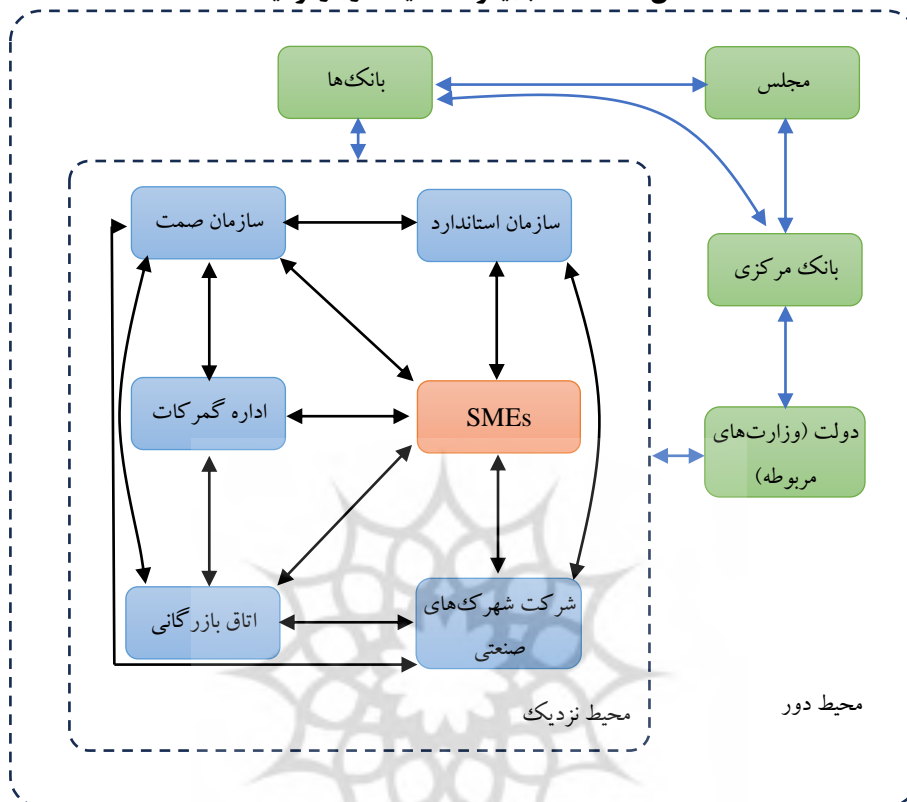 بانک‌ها
مجلس
سازمان صمت
سازمان استاندارد
بانک مرکزی
اداره گمرکات
SMEs
دولت (وزارت‌های
مربوطه)
اتاق بازرگانی
شرکت شهرک‌های
صنعتی
محیط نزدیک
محیط دور